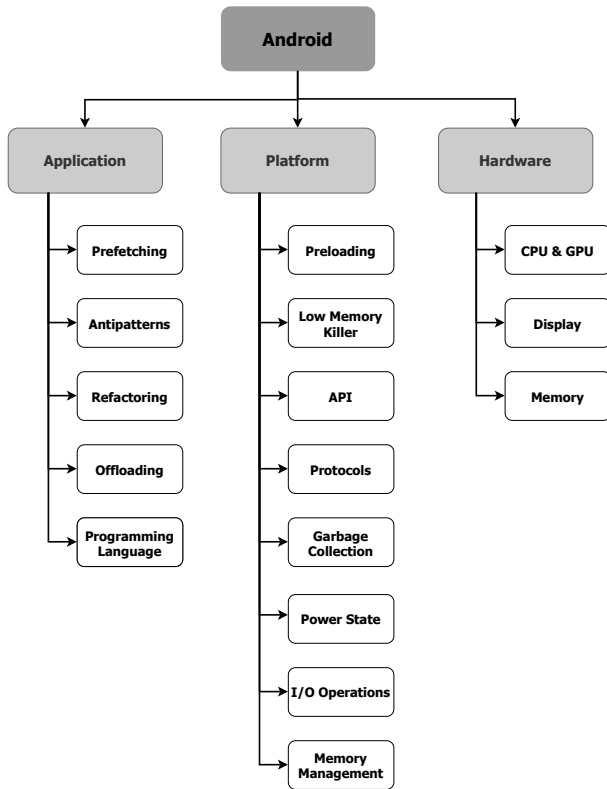 Android
Application
Platform
Hardware
Prefetching
Antipatterns
Refactoring
Offloading
Programming
Language
Preloading
Low Memory
Killer
API
Protocols
Garbage
Collection
Power State
I/O Operations
Memory
Management
CPU & GPU
Display
Memory